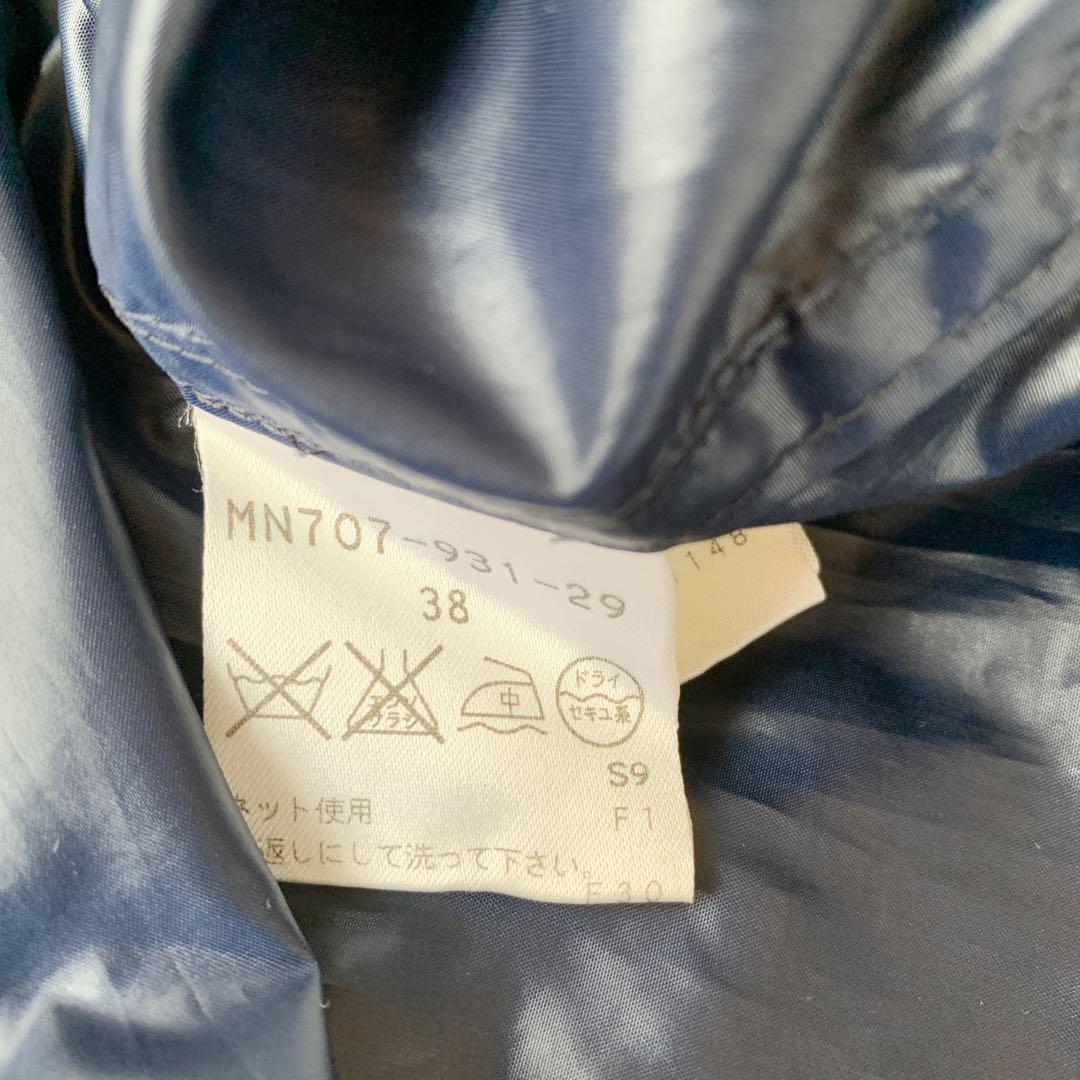 MN707-931-29
38
中
ドライ
セキユ系
S9
F1
ネット使用
返しにして洗って下さい。
F30
148